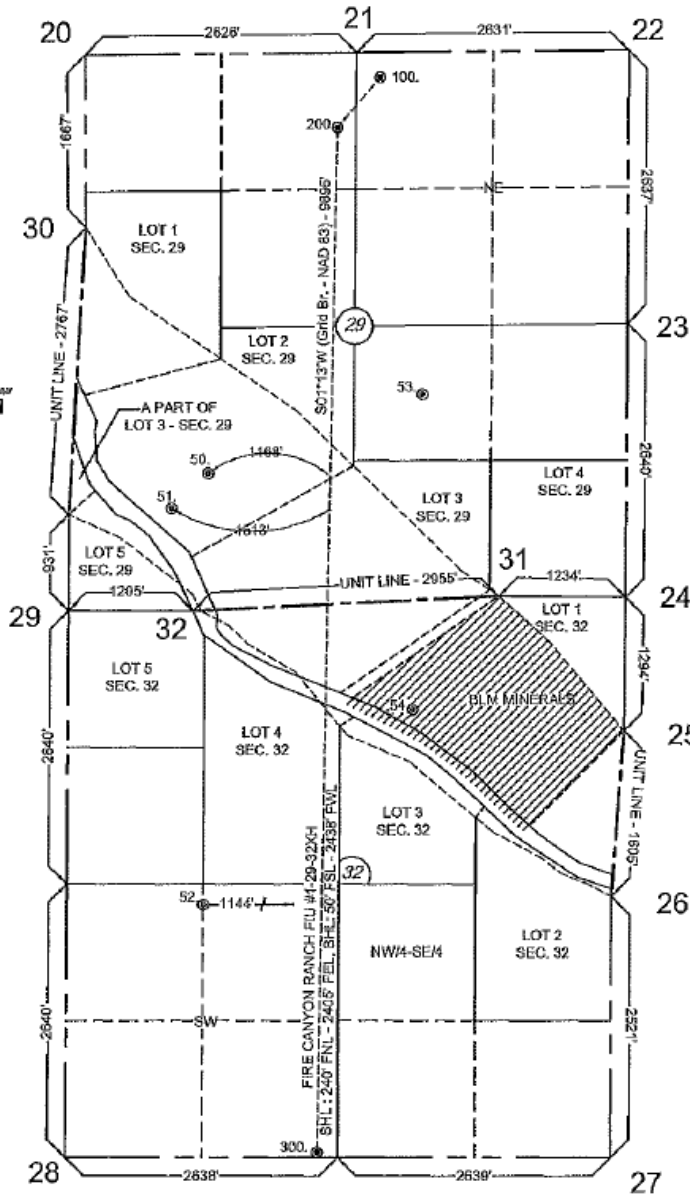 20
21
22
2626'
2631'
100.
200.
1667'
2637'
NE
30
LOT 1
SEC. 29
S01°13'W (Grid Br. - NAD 83) - 9895'
29
23
LOT 2
SEC. 29
UNIT LINE - 2767'
A PART OF
LOT 3 - SEC. 29
53.
50.
1168'
51.
1613'
2640'
LOT 4
SEC. 29
LOT 3
SEC. 29
931'
LOT 5
SEC. 29
31
UNIT LINE - 2955'
1234'
24
29
1205'
32
LOT 1
SEC. 32
1294'
LOT 5
SEC. 32
BLM MINERALS
54.
25
LOT 4
SEC. 32
2640'
UNIT LINE - 1605'
LOT 3
SEC. 32
32
26
52.
1144'
FIRE CANYON RANCH FIU #1-29-32XH
SHL: 240' FNL - 2405' FEL, BHL: 50' FSL - 2438' FWL
NW/4-SE/4
LOT 2
SEC. 32
SW
2640'
2521'
300.
28
2638'
2639'
27